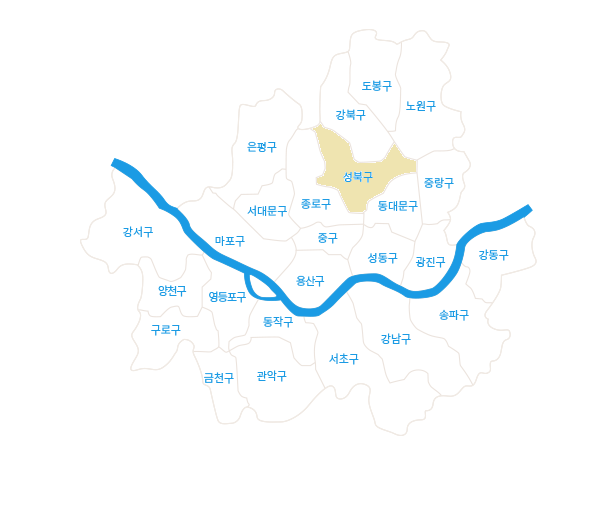 도봉구
노원구
강북구
은평구
성북구
중랑구
서대문구
종로구
동대문구
강서구
마포구
중구
성동구
광진구
강동구
양천구
영등포구
용산구
동작구
송파구
구로구
강남구
서초구
금천구
관악구